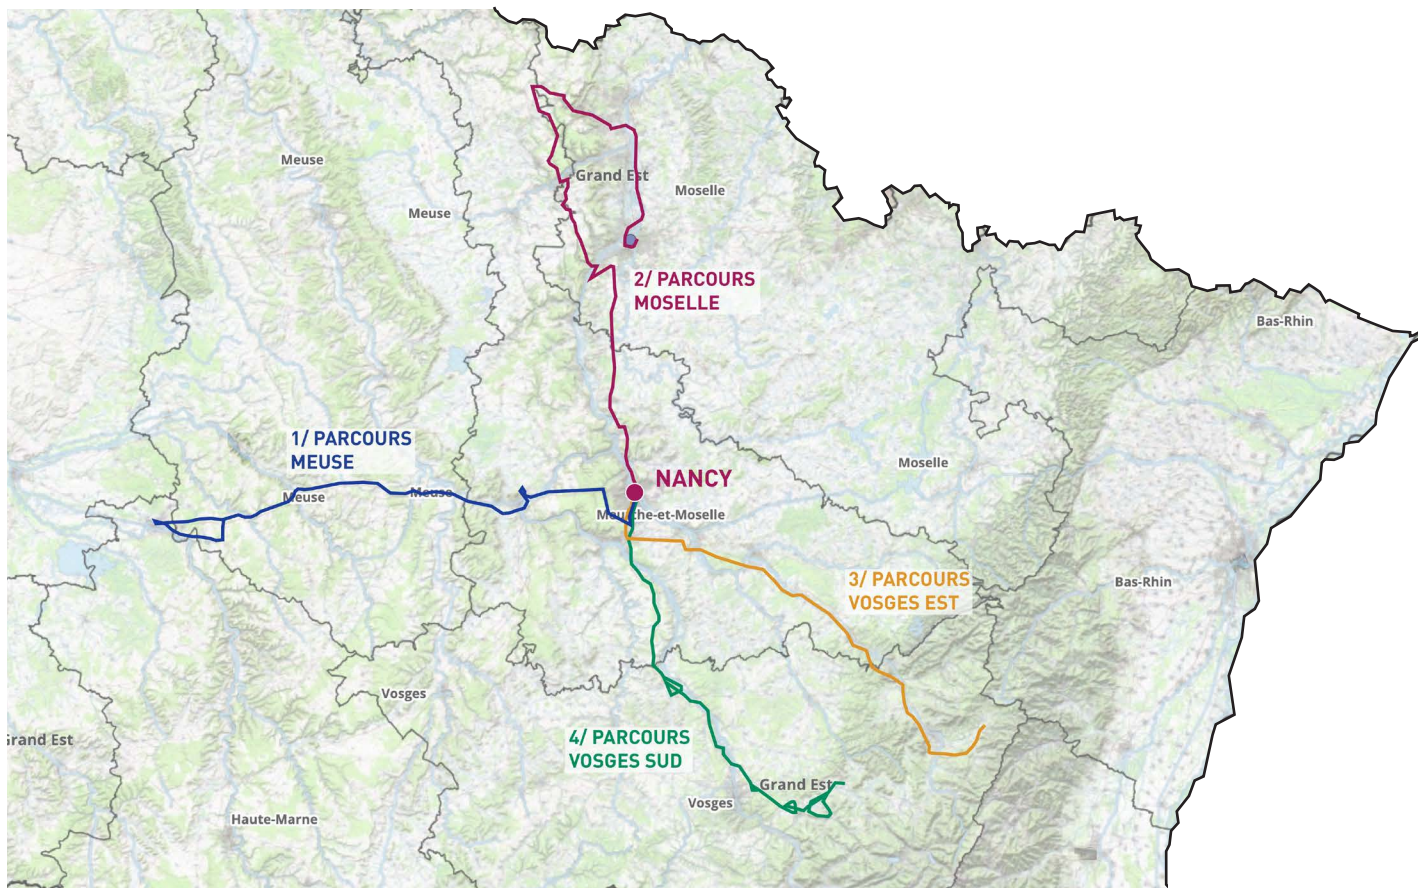 Meuse
Grand Est
Moselle
Meuse
2/ PARCOURS
MOSELLE
Bas-Rhin
1/ PARCOURS
MEUSE
Moselle
NANCY
Meuse
Meuse
Meurthe-et-Moselle
3/ PARCOURS
VOSGES EST
Bas-Rhin
Vosges
4/ PARCOURS
VOSGES SUD
Grand Est
Grand Est
Vosges
Haute-Marne